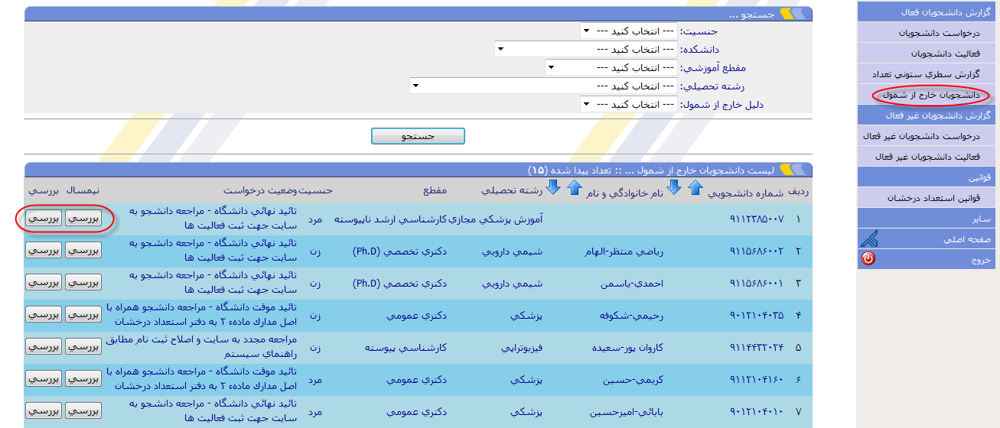 گزارش دانشجويان فعال
درخواست دانشجويان
فعاليت دانشجويان
گزارش سطري ستوني تعداد
دانشجويان خارج از شمول
گزارش دانشجويان غير فعال
درخواست دانشجويان غير فعال
فعاليت دانشجويان غير فعال
قوانين
قوانين استعداد درخشان
ساير
صفحه اصلي
خروج
جستجو ...
جنسيت: --- انتخاب كنيد ---
دانشكده: --- انتخاب كنيد ---
مقطع آموزشي: --- انتخاب كنيد ---
رشته تحصيلي: --- انتخاب كنيد ---
دليل خارج از شمول: --- انتخاب كنيد ---
جستجو
ليست دانشجويان خارج از شمول ... :: تعداد پيدا شده (۱۵)
رديف شماره دانشجويي نام خانوادگي و نام رشته تحصيلي مقطع جنسيت وضعيت درخواست نيمسال بررسي
۱ ۹۱۱۲۳۸۵۰۰۷ آموزش پزشكي مجازي كارشناسي ارشد ناپيوسته مرد تائيد نهائي دانشگاه - مراجعه دانشجو به بررسي بررسي
سايت جهت ثبت فعاليت ها
۲ ۹۱۱۵۶۸۶۰۰۲ رياضي منتظر-الهام شيمي دارويي دكتري تخصصي (Ph.D) زن تائيد نهائي دانشگاه - مراجعه دانشجو به بررسي بررسي
سايت جهت ثبت فعاليت ها
۳ ۹۱۱۵۶۸۶۰۰۱ احمدي-ياسمن شيمي دارويي دكتري تخصصي (Ph.D) زن تائيد نهائي دانشگاه - مراجعه دانشجو به بررسي بررسي
سايت جهت ثبت فعاليت ها
۴ ۹۰۱۲۱۰۴۰۳۵ رحيمي-شكوفه پزشكي دكتري عمومي زن تائيد موقت دانشگاه - مراجعه دانشجو همراه با بررسي بررسي
اصل مدارك ماده ۲ به دفتر استعداد درخشان
۵ ۹۱۱۴۴۳۲۰۲۴ كاروان پور-سعيده فيزيوتراپي كارشناسي پيوسته زن مراجعه مجدد به سايت و اصلاح ثبت نام مطابق بررسي بررسي
راهنماي سيستم
۶ ۹۱۱۲۱۰۴۱۶۰ كريمي-حسين پزشكي دكتري عمومي مرد تائيد موقت دانشگاه - مراجعه دانشجو همراه با بررسي بررسي
اصل مدارك ماده ۲ به دفتر استعداد درخشان
۷ ۹۰۱۲۱۰۴۰۱۰ بابائي-اميرحسين پزشكي دكتري عمومي مرد تائيد نهائي دانشگاه - مراجعه دانشجو به بررسي بررسي
سايت جهت ثبت فعاليت ها